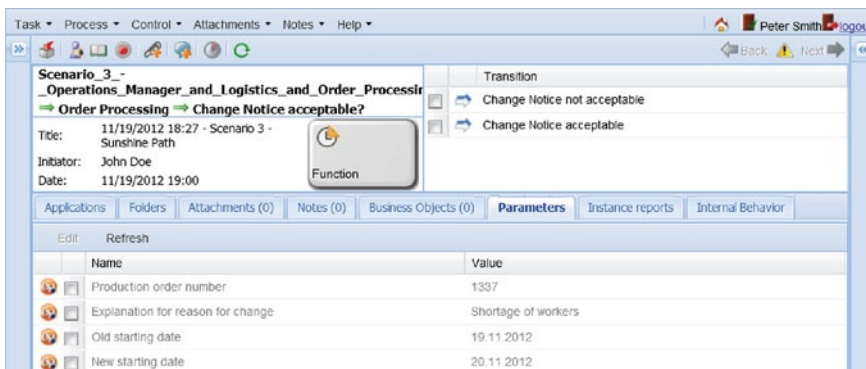 Task Process Control Attachments Notes Help Peter Smith logou
Back Next
Scenario_3_-
_Operations_Manager_and_Logistics_and_Order_Processin
Order Processing Change Notice acceptable?
Title: 11/19/2012 18:27 - Scenario 3 -
Sunshine Path
Initiator: John Doe
Date: 11/19/2012 19:00
Function
Transition
Change Notice not acceptable
Change Notice acceptable
Applications Folders Attachments (0) Notes (0) Business Objects (0) Parameters Instance reports Internal Behavior
Edit Refresh
Name Value
Production order number 1337
Explanation for reason for change Shortage of workers
Old starting date 19.11.2012
New starting date 20.11.2012